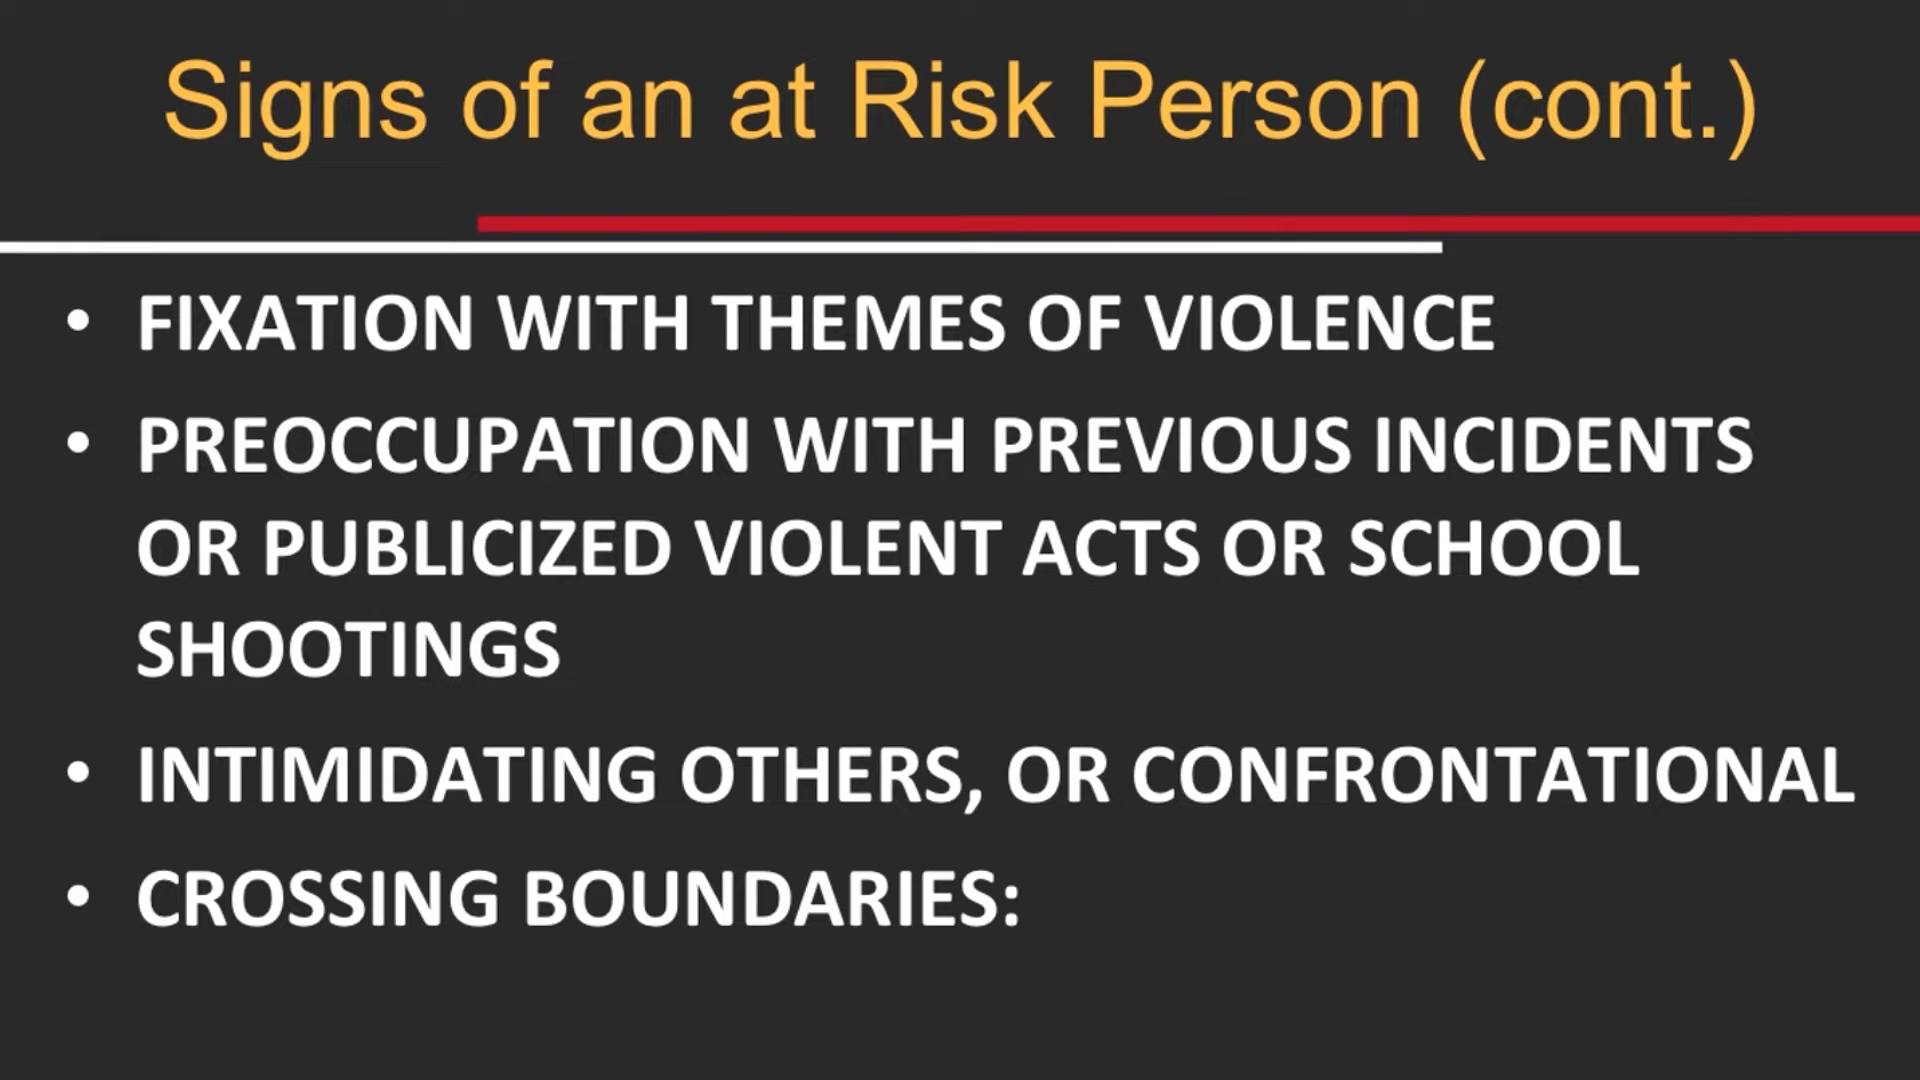 Signs of an at Risk Person (cont.)
• FIXATION WITH THEMES OF VIOLENCE
• PREOCCUPATION WITH PREVIOUS INCIDENTS
OR PUBLICIZED VIOLENT ACTS OR SCHOOL
SHOOTINGS
• INTIMIDATING OTHERS, OR CONFRONTATIONAL
• CROSSING BOUNDARIES: